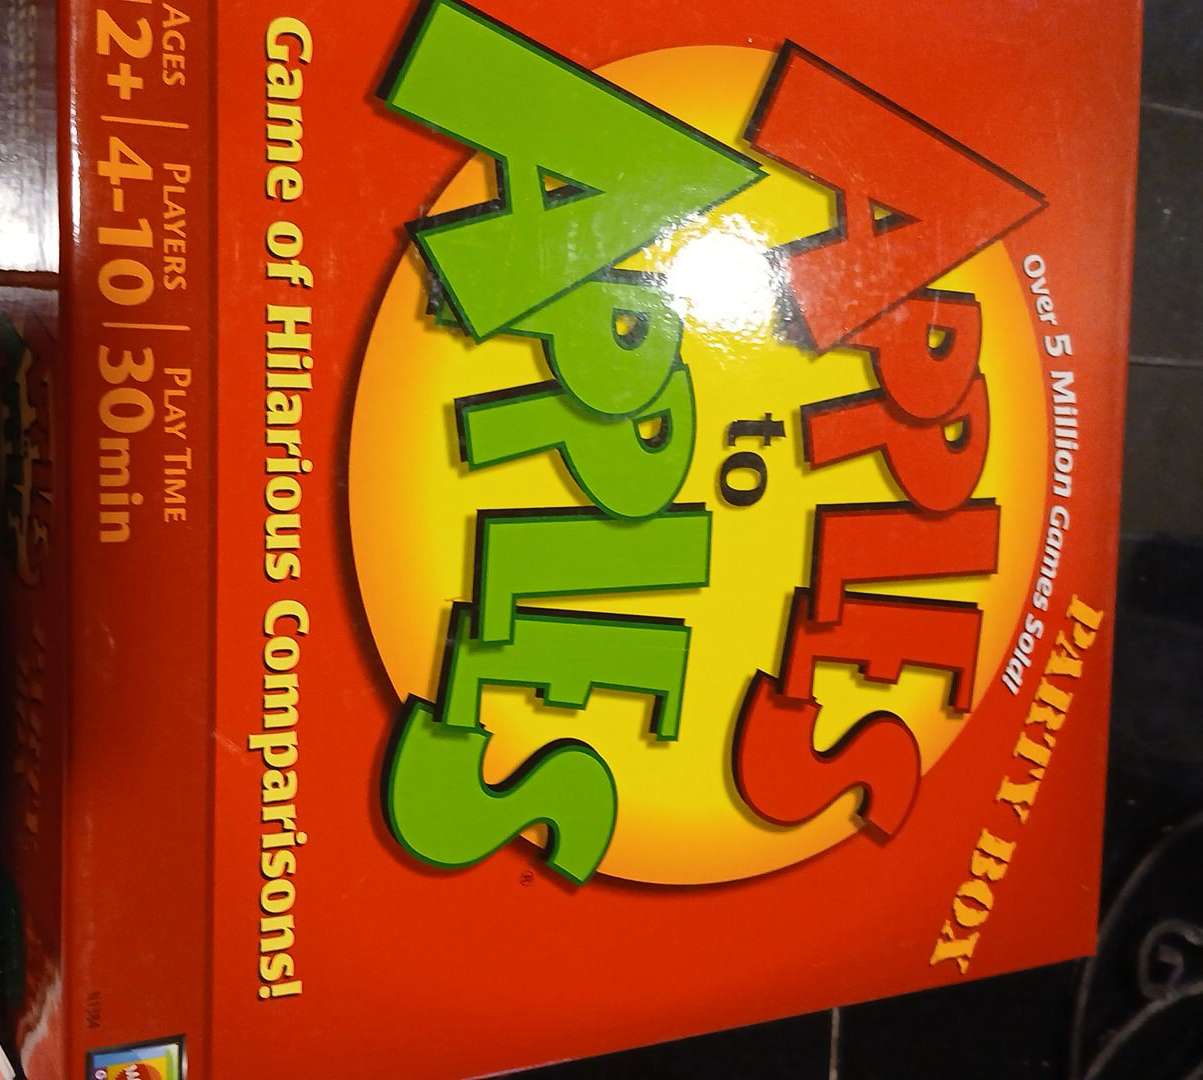 PARTY BOX
Over 5 Million Games Sold!
APPLES
to
APPLES®
Game of Hilarious Comparisons!
AGES | PLAYERS | PLAY TIME
12+ | 4-10 | 30min